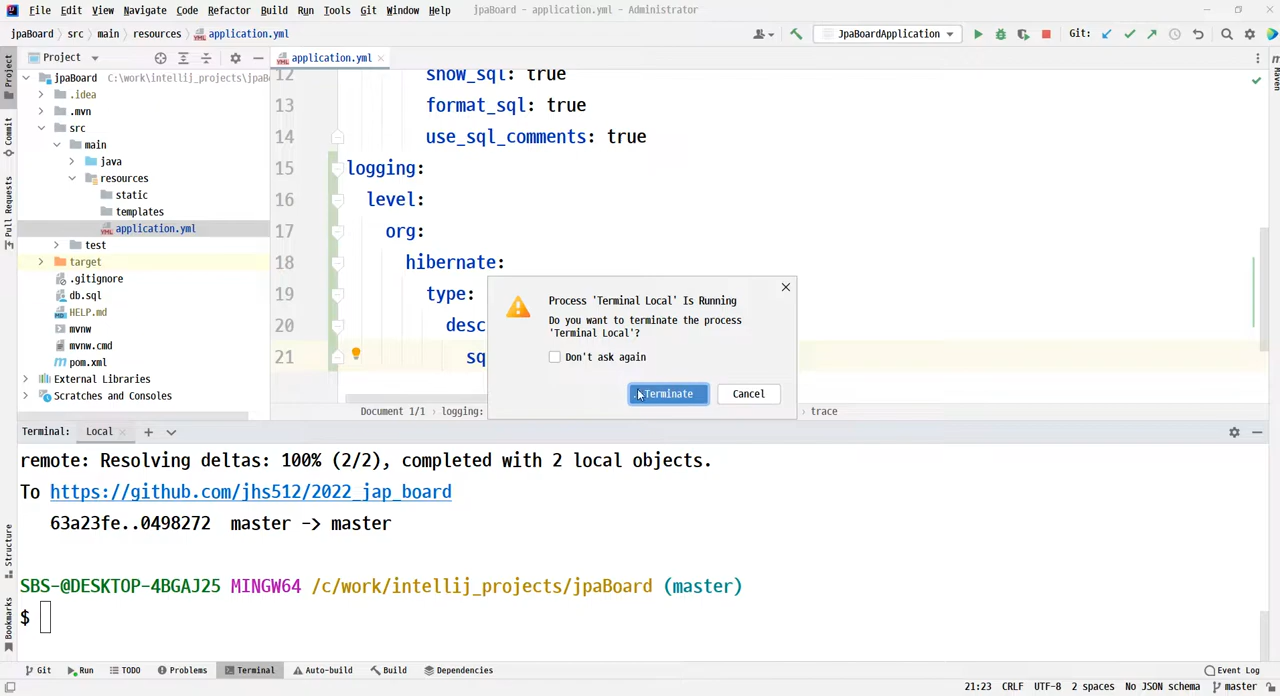 File Edit View Navigate Code Refactor Build Run Tools Git Window Help jpaBoard - application.yml - Administrator
jpaBoard src main resources application.yml JpaBoardApplication Git:
Project application.yml
jpaBoard C:\work\intellij_projects\jpaB
.idea
.mvn
src
main
java
resources
static
templates
application.yml
test
target
.gitignore
db.sql
HELP.md
mvnw
mvnw.cmd
pom.xml
External Libraries
Scratches and Consoles
Project
Commit
Pull Requests
Structure
Bookmarks
Maven
12 show_sql: true
13 format_sql: true
14 use_sql_comments: true
15 logging:
16 level:
17 org:
18 hibernate:
19 type:
20 desc
21 sq
Process 'Terminal Local' Is Running
Do you want to terminate the process
'Terminal Local'?
Don't ask again
Terminate Cancel
Document 1/1 logging: trace
Terminal: Local
remote: Resolving deltas: 100% (2/2), completed with 2 local objects.
To https://github.com/jhs512/2022_jap_board
63a23fe..0498272 master -> master
SBS-@DESKTOP-4BGAJ25 MINGW64 /c/work/intellij_projects/jpaBoard (master)
$
Git Run TODO Problems Terminal Auto-build Build Dependencies Event Log
21:23 CRLF UTF-8 2 spaces No JSON schema master